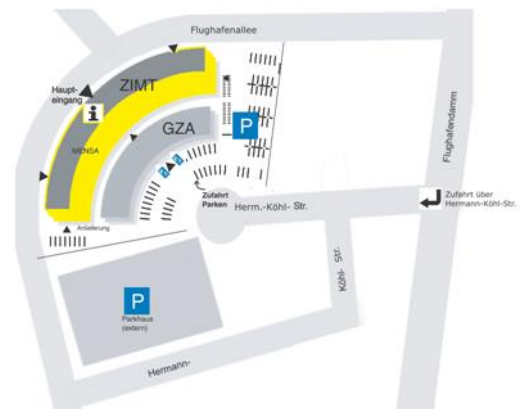 Flughafenallee
ZIMT
Haupt-
eingang
i
MENSA
GZA
P
Flughafendamm
Zufahrt
Parken
Herm.-Köhl- Str.
Zufahrt über
Hermann-Köhl-Str.
Anlieferung
Köhl- Str.
P
Parkhaus
(extern)
Hermann-